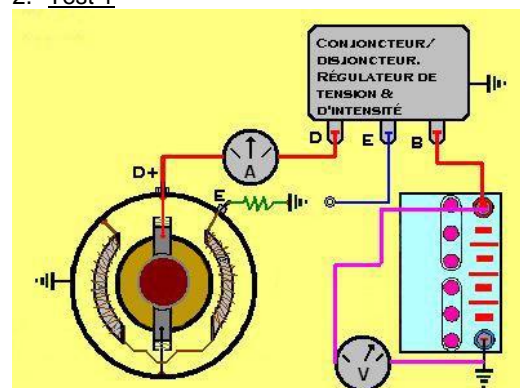 2. Test 1
CONJONCTEUR/
DISJONCTEUR.
RÉGULATEUR DE
TENSION &
D'INTENSITÉ
D E B
A
D+
E
V